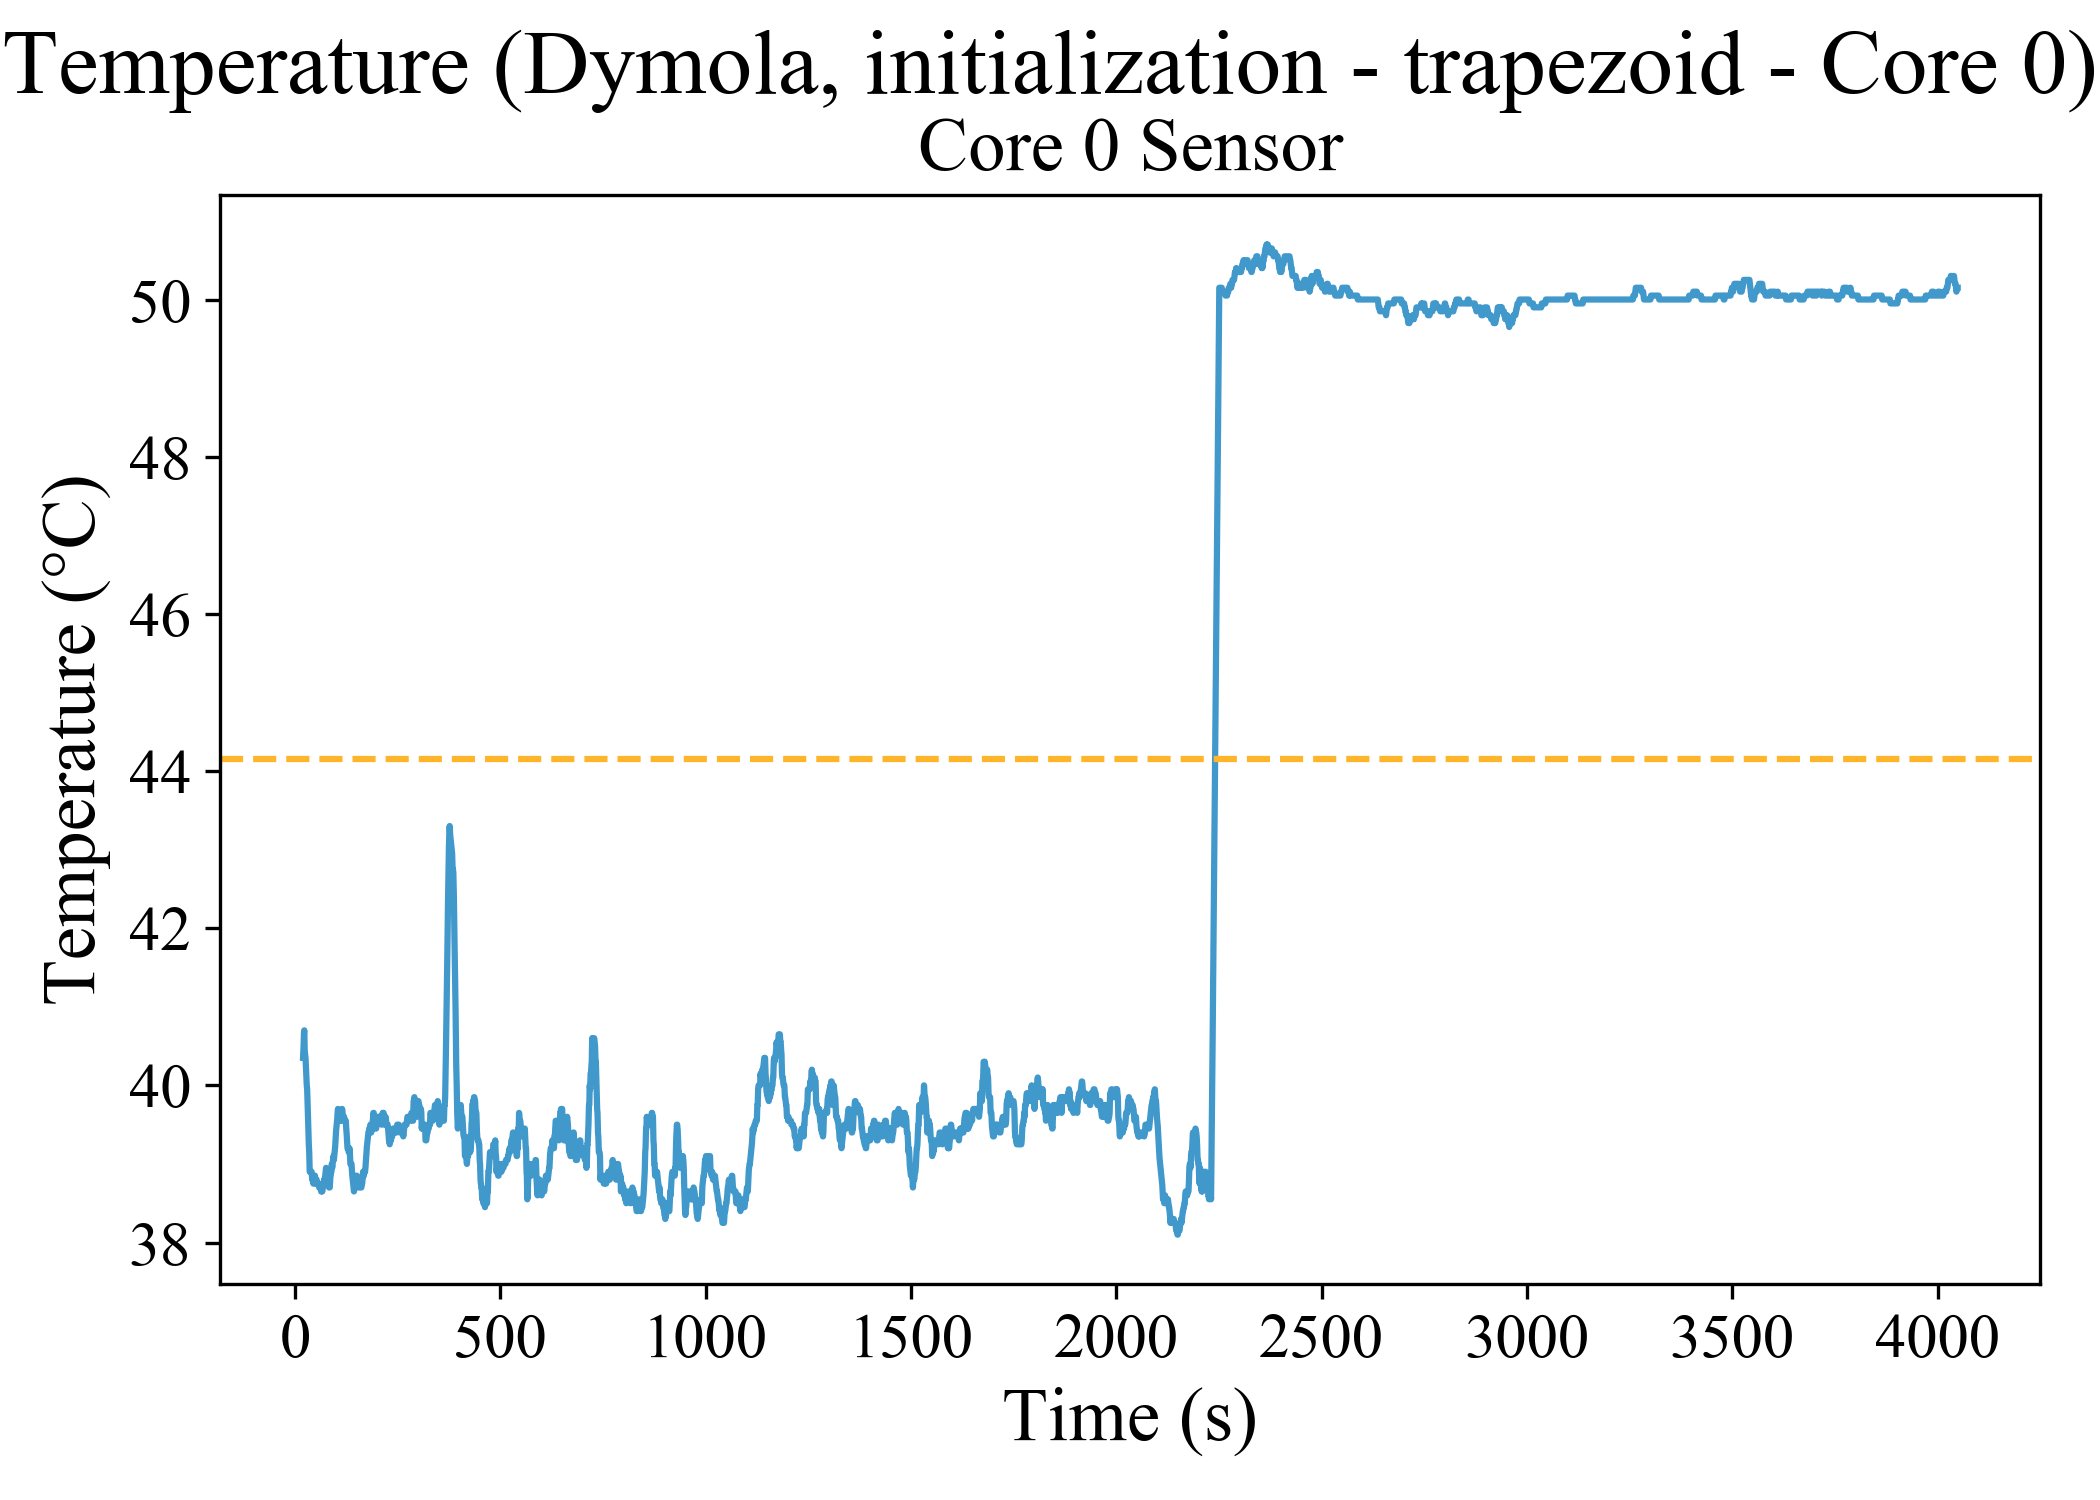 Temperature (Dymola, initialization - trapezoid - Core 0)
Core 0 Sensor
Temperature (°C)
50
48
46
44
42
40
38
0 500 1000 1500 2000 2500 3000 3500 4000
Time (s)